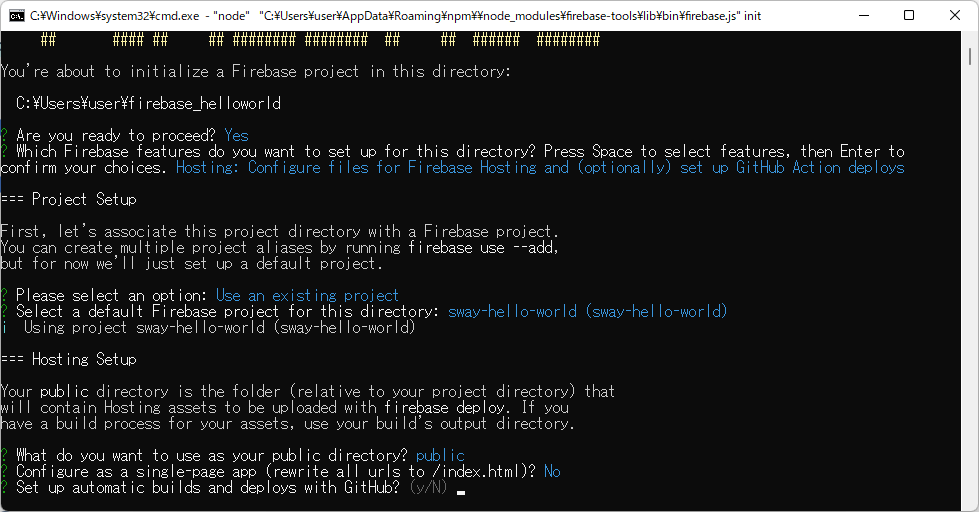 C:¥Windows¥system32¥cmd.exe - "node" "C:¥Users¥user¥AppData¥Roaming¥npm¥¥node_modules¥firebase-tools¥lib¥bin¥firebase.js" init
## #### ## ## ######## ######## ## ## ###### ########
You're about to initialize a Firebase project in this directory:
C:¥Users¥user¥firebase_helloworld
? Are you ready to proceed? Yes
? Which Firebase features do you want to set up for this directory? Press Space to select features, then Enter to
confirm your choices. Hosting: Configure files for Firebase Hosting and (optionally) set up GitHub Action deploys
=== Project Setup
First, let's associate this project directory with a Firebase project.
You can create multiple project aliases by running firebase use --add,
but for now we'll just set up a default project.
? Please select an option: Use an existing project
? Select a default Firebase project for this directory: sway-hello-world (sway-hello-world)
i  Using project sway-hello-world (sway-hello-world)
=== Hosting Setup
Your public directory is the folder (relative to your project directory) that
will contain Hosting assets to be uploaded with firebase deploy. If you
have a build process for your assets, use your build's output directory.
? What do you want to use as your public directory? public
? Configure as a single-page app (rewrite all urls to /index.html)? No
? Set up automatic builds and deploys with GitHub? (y/N)